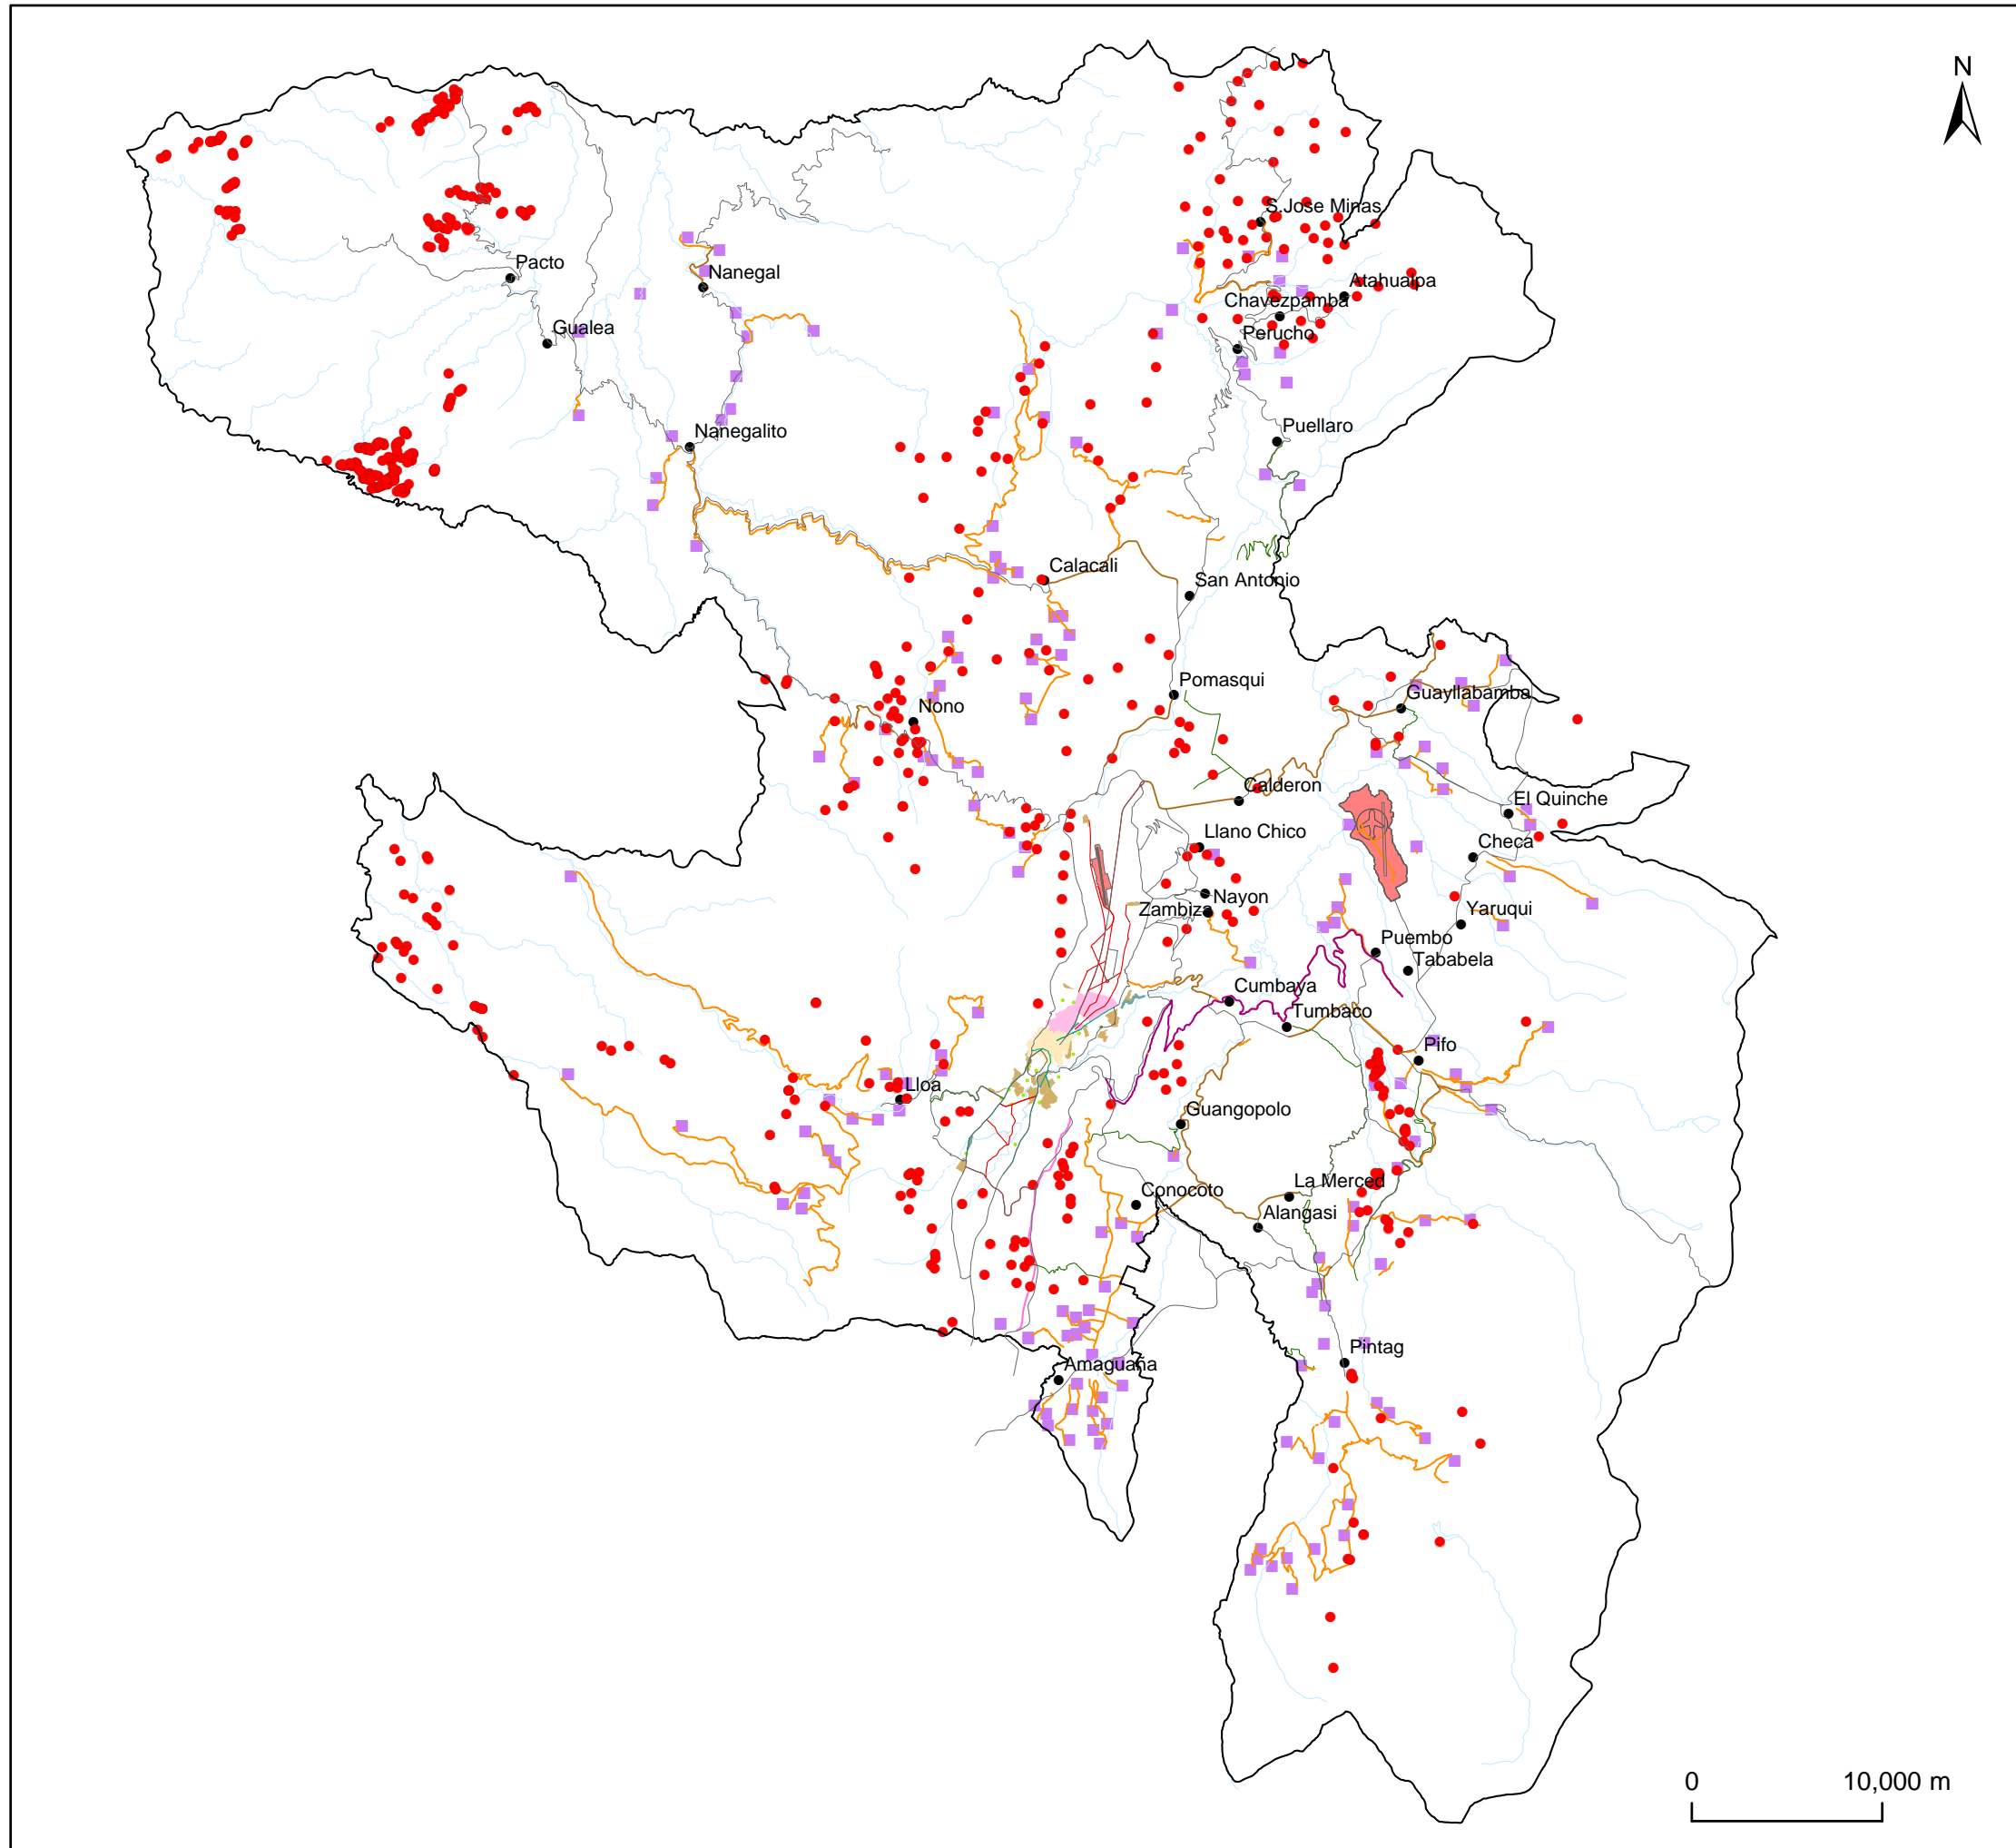 N
S.Jose Minas
Pacto
Nanegal
Atahualpa
Chavezpamba
Gualea
Perucho
Puellaro
Nanegalito
Calacali
San Antonio
Pomasqui
Guayllabamba
Nono
Calderon
El Quinche
Llano Chico
Checa
Nayon
Zambiza
Yaruqui
Puembo
Tababela
Cumbaya
Tumbaco
Pifo
Lloa
Guangopolo
La Merced
Conocoto
Alangasi
Pintag
Amaguaña
0 10,000 m